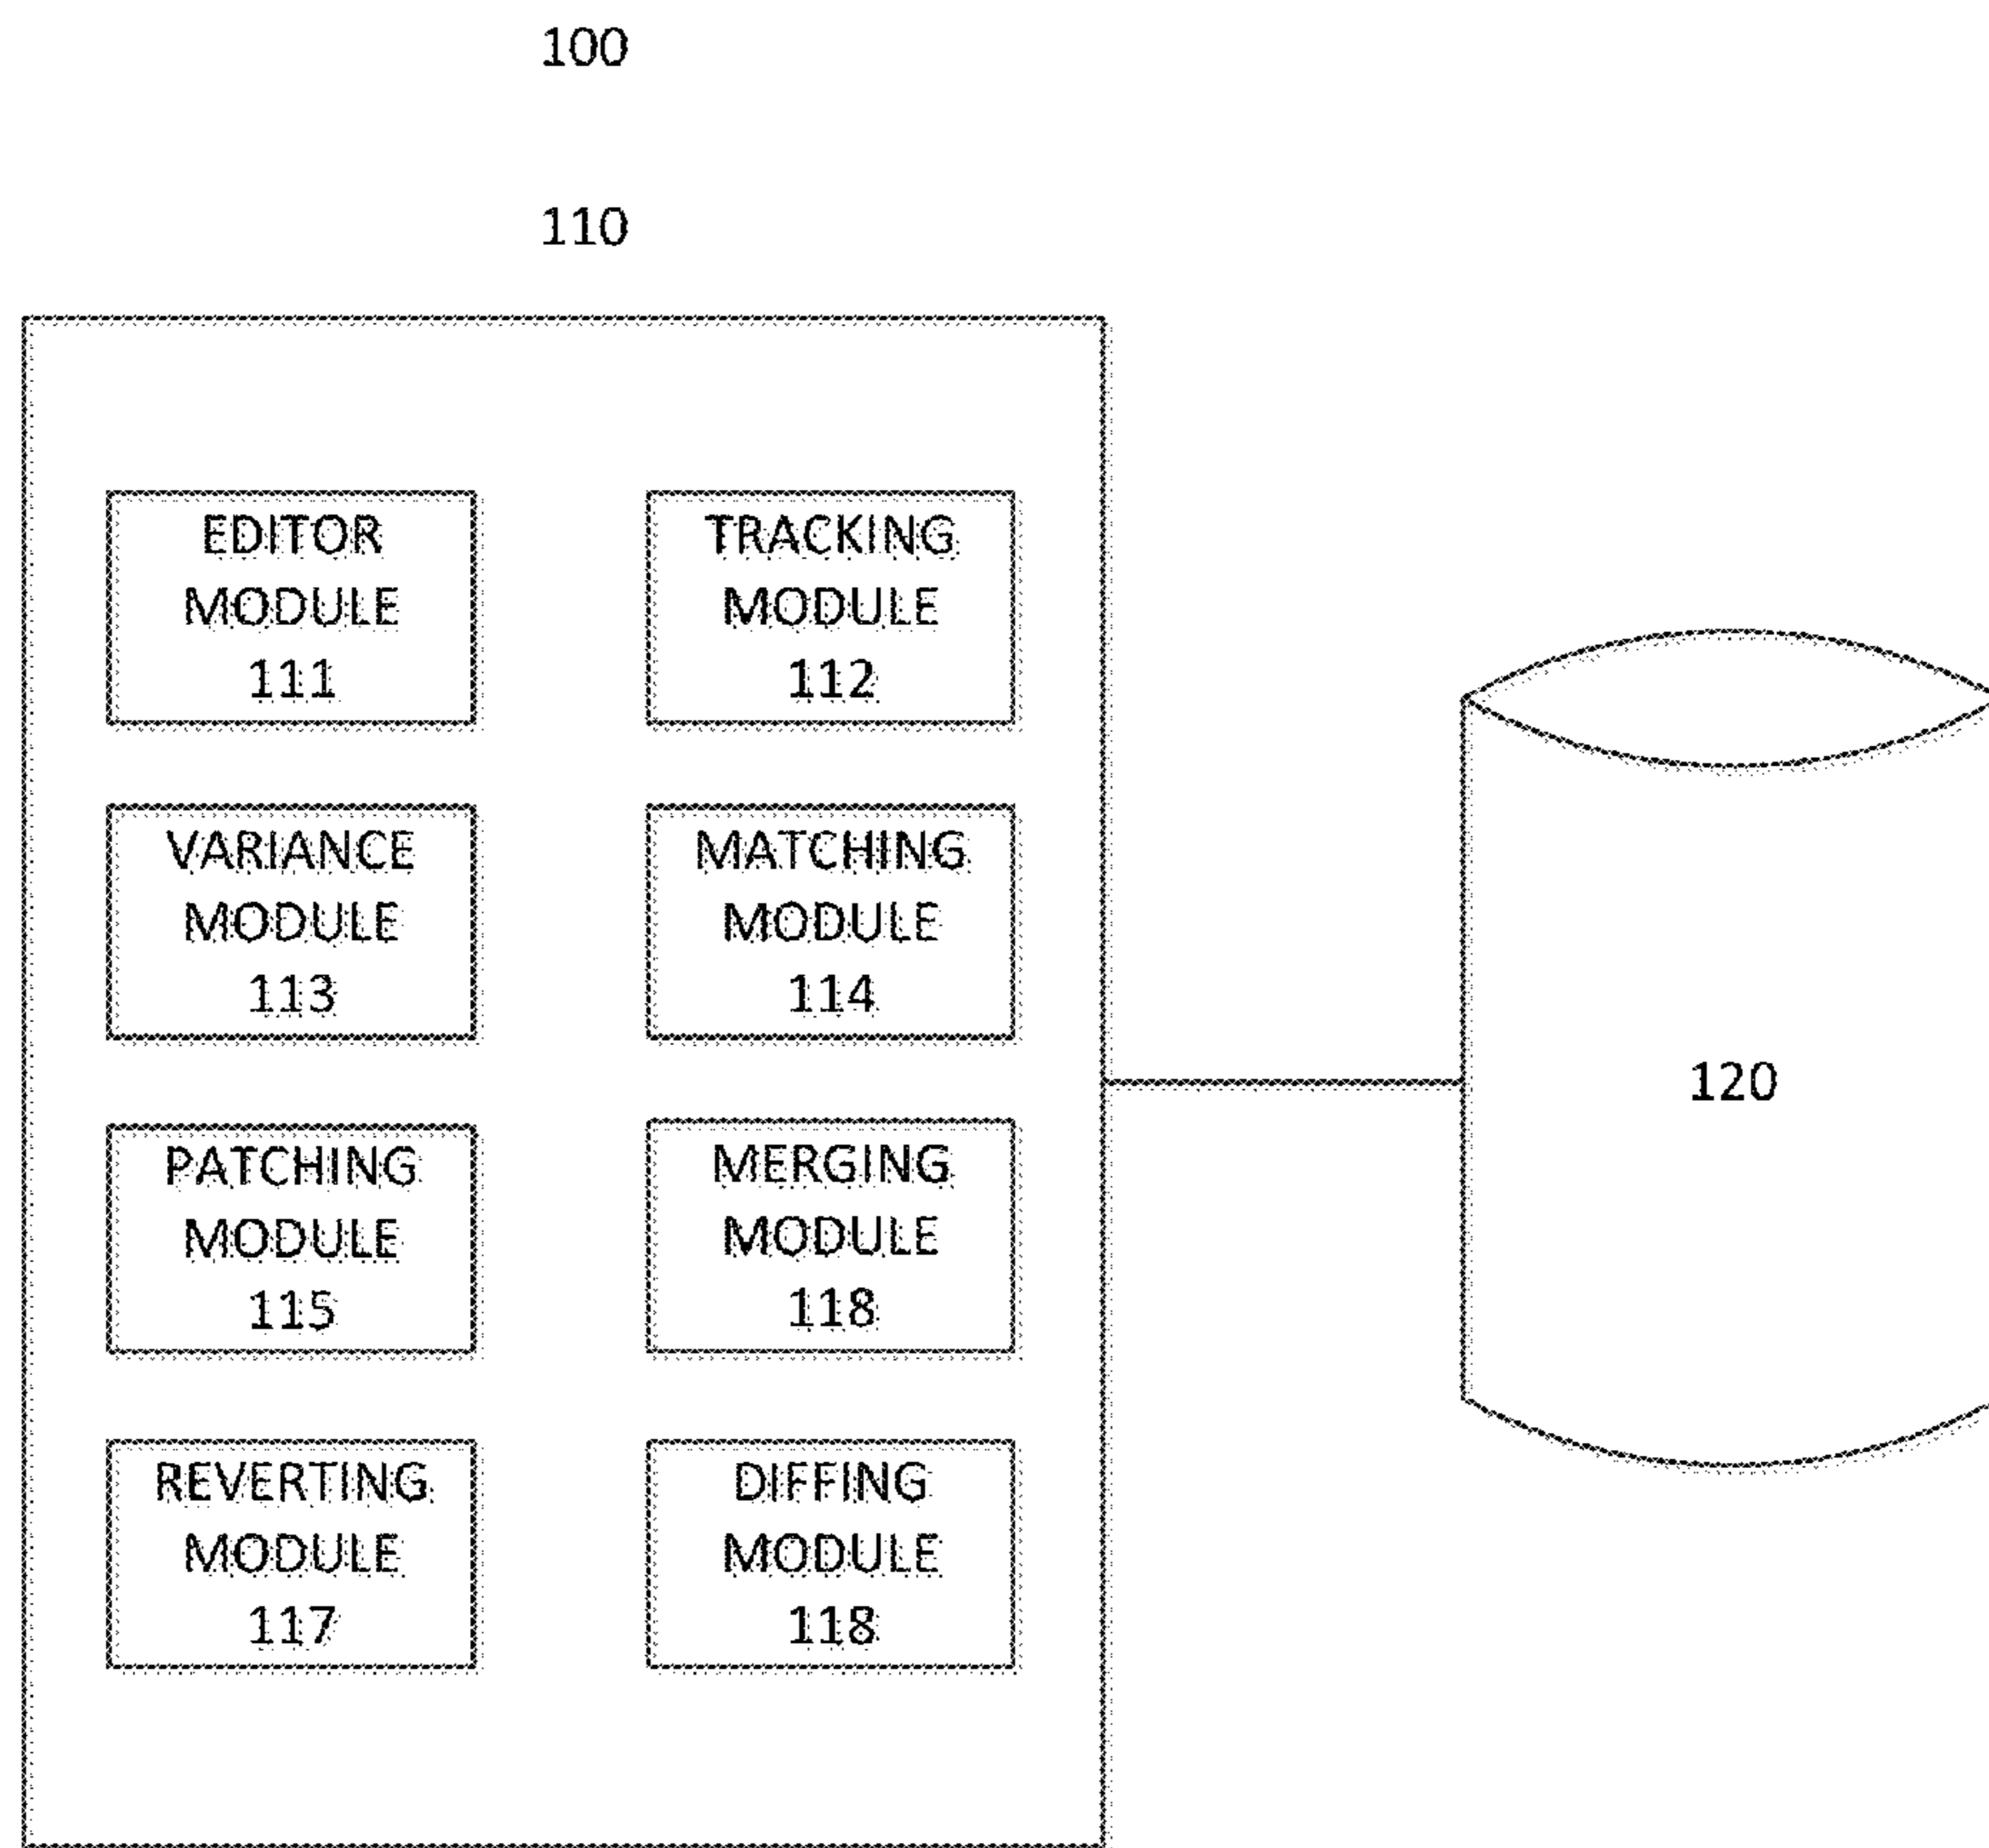 100
110
EDITOR
MODULE
111
TRACKING
MODULE
112
VARIANCE
MODULE
113
MATCHING
MODULE
114
PATCHING
MODULE
115
MERGING
MODULE
118
REVERTING
MODULE
117
DIFFING
MODULE
118
120